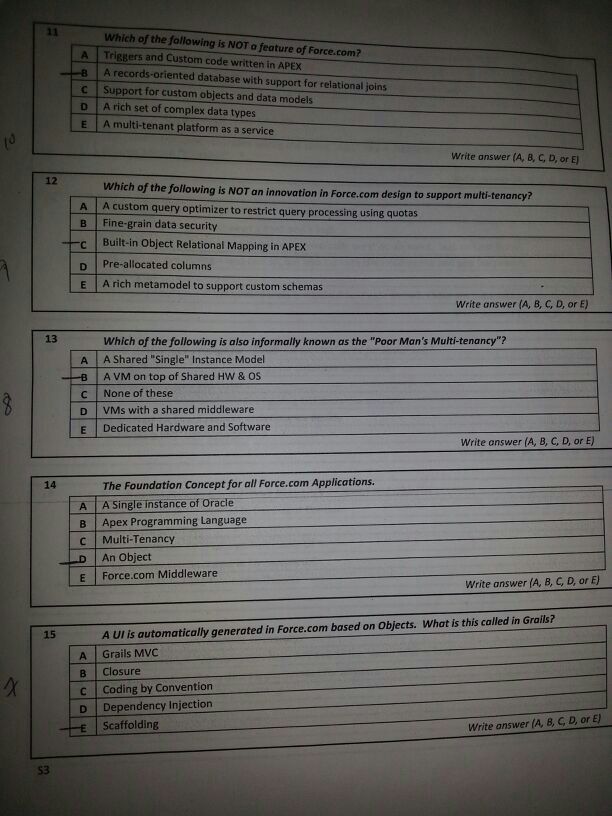 11 Which of the following is NOT a feature of Force.com?
A Triggers and Custom code written in APEX
B A records-oriented database with support for relational joins
C Support for custom objects and data models
D A rich set of complex data types
E A multi-tenant platform as a service
Write answer (A, B, C, D, or E)
10
12 Which of the following is NOT an innovation in Force.com design to support multi-tenancy?
A A custom query optimizer to restrict query processing using quotas
B Fine-grain data security
C Built-in Object Relational Mapping in APEX
D Pre-allocated columns
E A rich metamodel to support custom schemas
Write answer (A, B, C, D, or E)
13 Which of the following is also informally known as the "Poor Man's Multi-tenancy"?
A A Shared "Single" Instance Model
B A VM on top of Shared HW & OS
8 C None of these
D VMs with a shared middleware
E Dedicated Hardware and Software
Write answer (A, B, C, D, or E)
14 The Foundation Concept for all Force.com Applications.
A A Single instance of Oracle
B Apex Programming Language
C Multi-Tenancy
D An Object
E Force.com Middleware
Write answer (A, B, C, D, or E)
15 A UI is automatically generated in Force.com based on Objects. What is this called in Grails?
A Grails MVC
B Closure
C Coding by Convention
D Dependency Injection
E Scaffolding
Write answer (A, B, C, D, or E)
S3